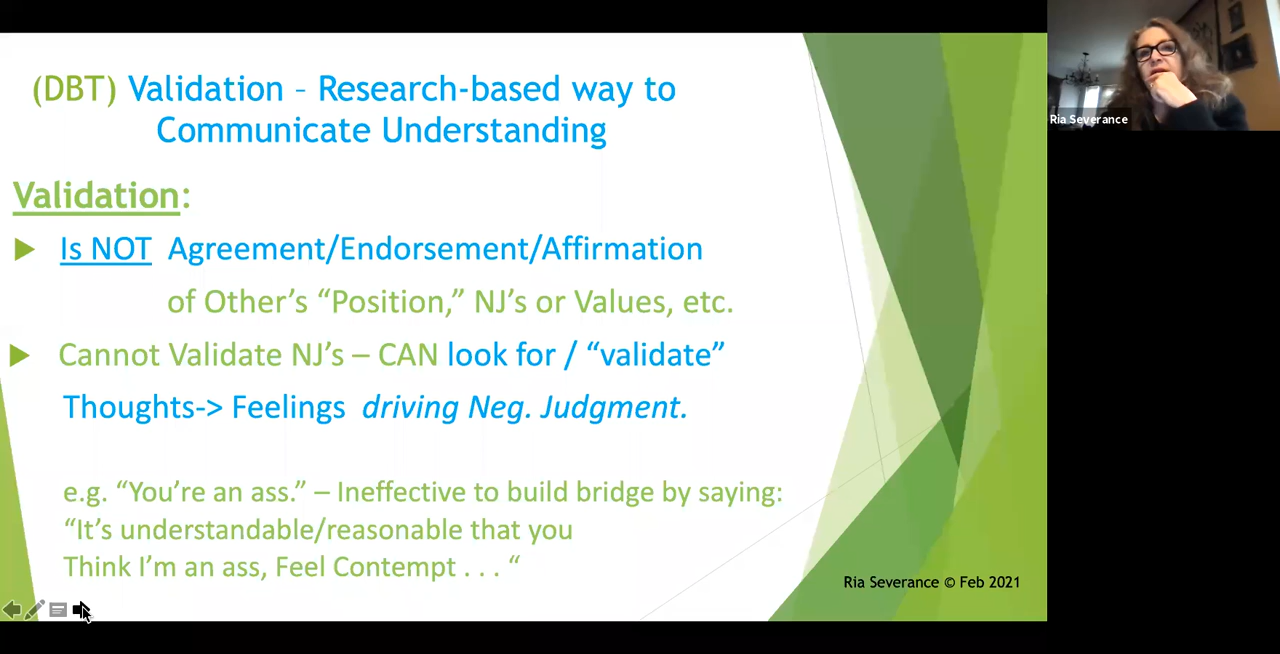 (DBT) Validation – Research-based way to
Communicate Understanding
Validation:
Is NOT Agreement/Endorsement/Affirmation
of Other’s “Position,” NJ’s or Values, etc.
Cannot Validate NJ’s – CAN look for / “validate”
Thoughts-> Feelings driving Neg. Judgment.
e.g. “You’re an ass.” – Ineffective to build bridge by saying:
“It’s understandable/reasonable that you
Think I’m an ass, Feel Contempt . . . “
Ria Severance © Feb 2021
Ria Severance